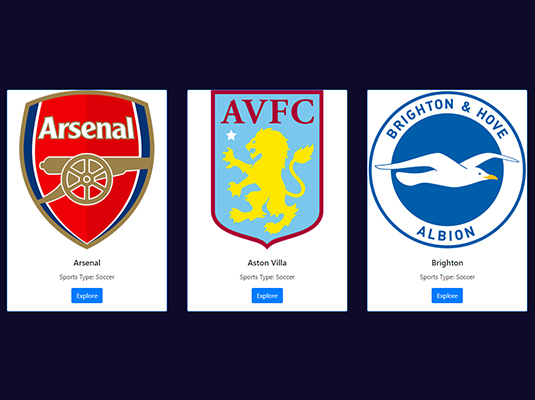 Arsenal
Arsenal
Sports Type: Soccer
Explore
AVFC
Aston Villa
Sports Type: Soccer
Explore
BRIGHTON & HOVE
ALBION
Brighton
Sports Type: Soccer
Explore